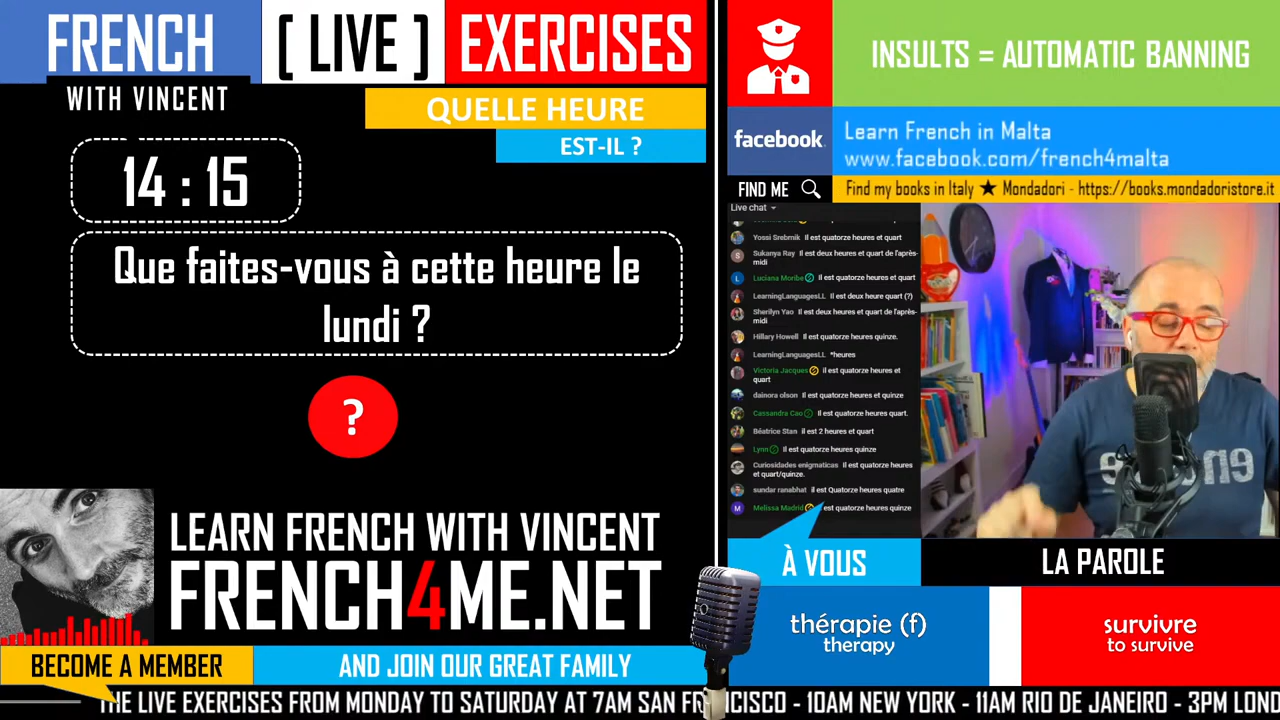 FRENCH
[ LIVE ]
EXERCISES
WITH VINCENT
QUELLE HEURE
EST-IL ?
14 : 15
Que faites-vous à cette heure le
lundi ?
?
LEARN FRENCH WITH VINCENT
FRENCH4ME.NET
BECOME A MEMBER
AND JOIN OUR GREAT FAMILY
INSULTS = AUTOMATIC BANNING
facebook
Learn French in Malta
www.facebook.com/french4malta
FIND ME
Find my books in Italy ★ Mondadori - https://books.mondadoristore.it
Live chat
Yossi Srebrnik Il est quatorze heures et quart
Sukanya Ray Il est deux heures et quart de l'après-
midi
Luciana Moribe Il est quatorze heures et quart
LearningLanguagesLL Il est deux heure quart (?)
Sherilyn Yao Il est deux heures et quart de l'après-
midi
Hillary Howell Il est quatorze heures quinze.
LearningLanguagesLL *heures
Victoria Jacques Il est quatorze heures et
quart
dainora olson Il est quatorze heures et quinze
Cassandra Cao Il est quatorze heures et quart.
Béatrice Stan il est 2 heures et quart
Lynn Il est quatorze heures quinze
Curiosidades enigmaticas Il est quatorze heures
et quart/quinze.
sundar ranabhat il est Quatorze heures quatre
Melissa Madrid est quatorze heures quinze
À VOUS
LA PAROLE
thérapie (f)
therapy
survivre
to survive
THE LIVE EXERCISES FROM MONDAY TO SATURDAY AT 7AM SAN FRANCISCO - 10AM NEW YORK - 11AM RIO DE JANEIRO - 3PM LOND